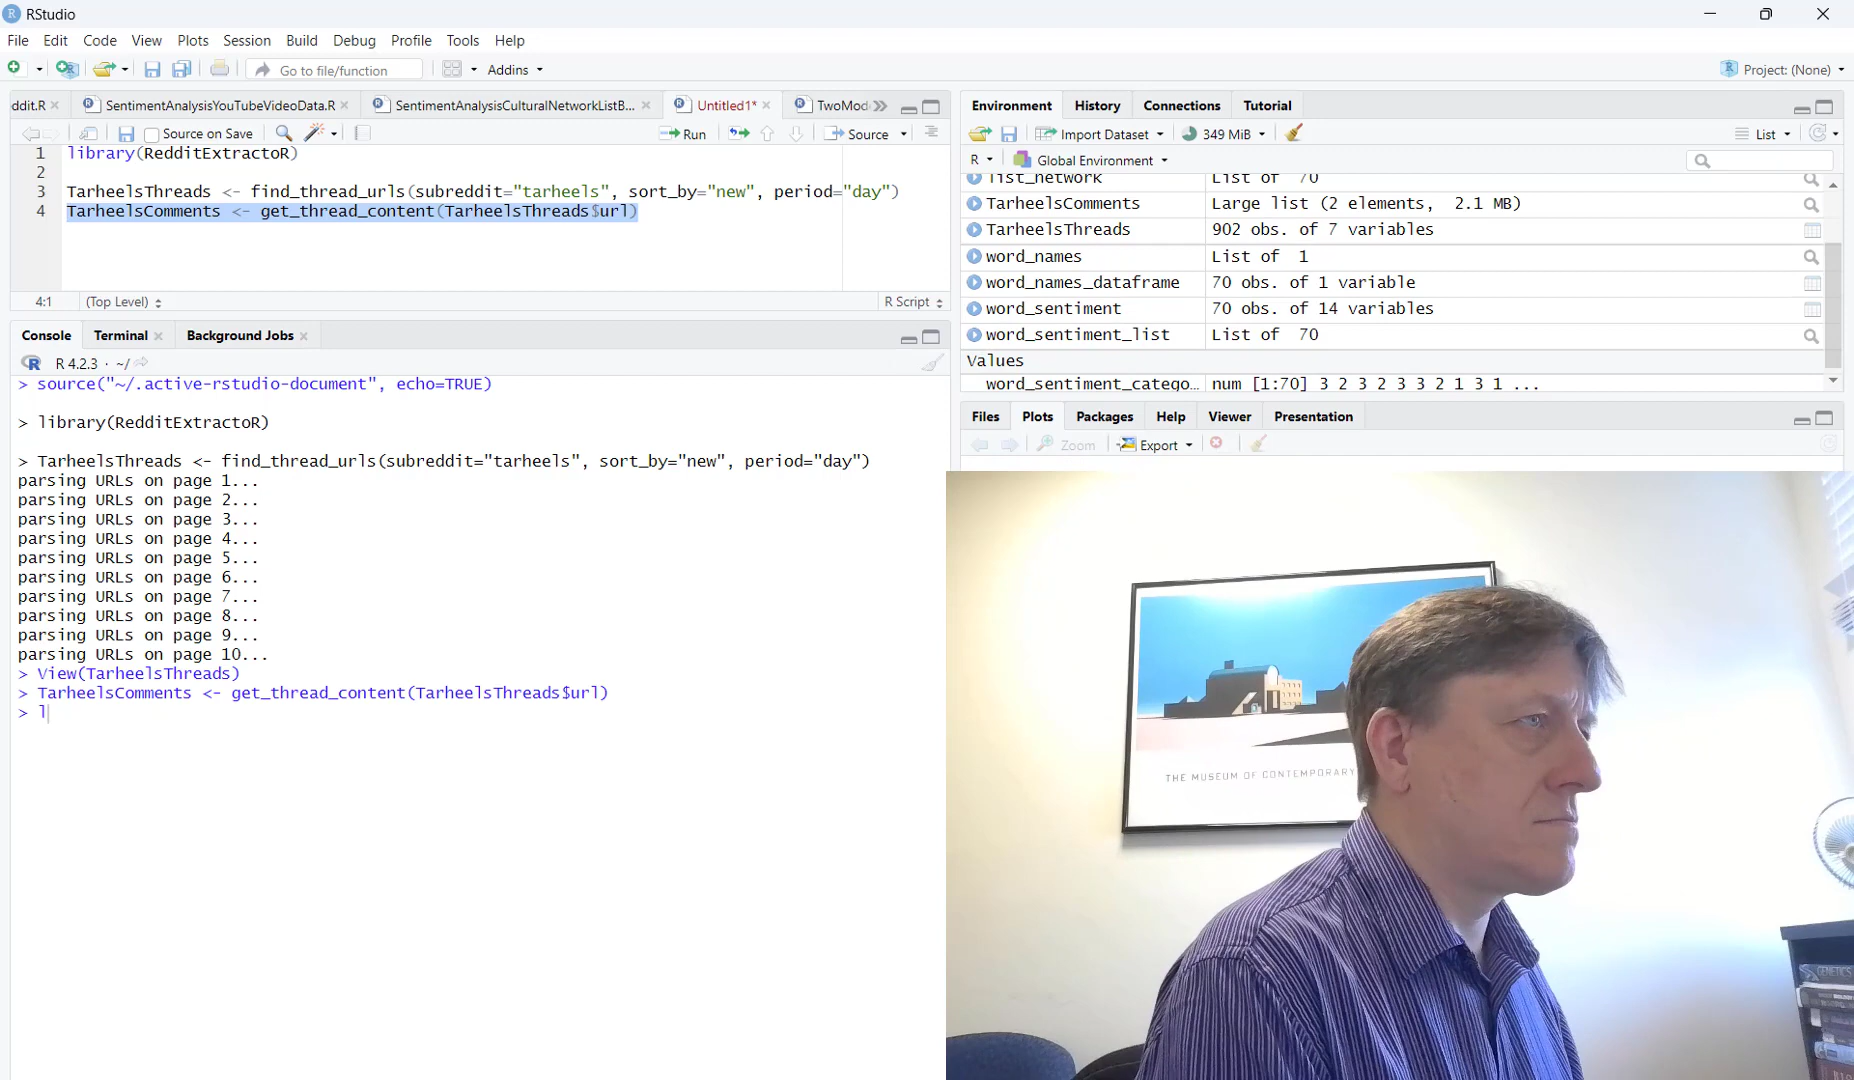 RStudio
File Edit Code View Plots Session Build Debug Profile Tools Help
Go to file/function Addins Project: (None)
ddit.R SentimentAnalysisYouTubeVideoData.R SentimentAnalysisCulturalNetworkListB... Untitled1* TwoMod
Source on Save Run Source
1 library(RedditExtractoR)
2
3 TarheelsThreads <- find_thread_urls(subreddit="tarheels", sort_by="new", period="day")
4 TarheelsComments <- get_thread_content(TarheelsThreads$url)
4:1 (Top Level) R Script
Console Terminal Background Jobs
R 4.2.3 · ~/
> source("~/.active-rstudio-document", echo=TRUE)
> library(RedditExtractoR)
> TarheelsThreads <- find_thread_urls(subreddit="tarheels", sort_by="new", period="day")
parsing URLs on page 1...
parsing URLs on page 2...
parsing URLs on page 3...
parsing URLs on page 4...
parsing URLs on page 5...
parsing URLs on page 6...
parsing URLs on page 7...
parsing URLs on page 8...
parsing URLs on page 9...
parsing URLs on page 10...
> View(TarheelsThreads)
> TarheelsComments <- get_thread_content(TarheelsThreads$url)
> l
Environment History Connections Tutorial
Import Dataset 349 MiB List
R Global Environment
list_network List of 70
TarheelsComments Large list (2 elements, 2.1 MB)
TarheelsThreads 902 obs. of 7 variables
word_names List of 1
word_names_dataframe 70 obs. of 1 variable
word_sentiment 70 obs. of 14 variables
word_sentiment_list List of 70
Values
word_sentiment_catego... num [1:70] 3 2 3 2 3 3 2 1 3 1 ...
Files Plots Packages Help Viewer Presentation
Zoom Export
THE MUSEUM OF CONTEMPORARY
GENETICS